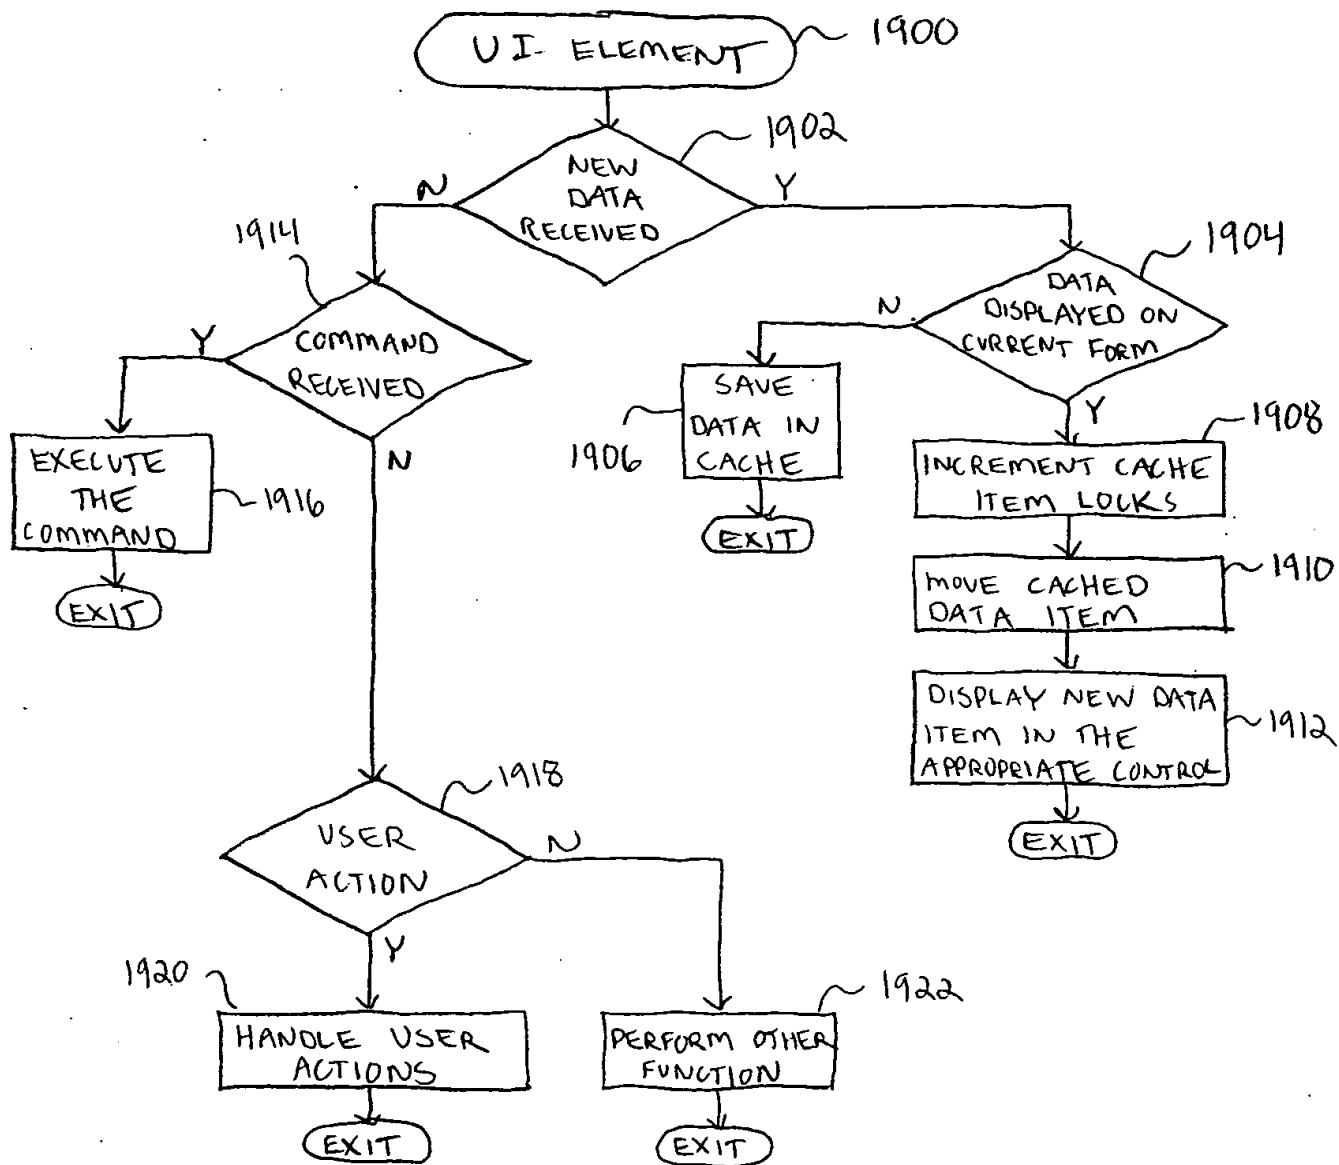 UI ELEMENT
1900
1902
NEW
DATA
RECEIVED
N
Y
1914
1904
COMMAND
RECEIVED
Y
N
DATA
DISPLAYED ON
CURRENT FORM
N
Y
SAVE
DATA IN
CACHE
1906
EXIT
EXECUTE
THE
COMMAND
1916
EXIT
1908
INCREMENT CACHE
ITEM LOCKS
1910
MOVE CACHED
DATA ITEM
DISPLAY NEW DATA
ITEM IN THE
APPROPRIATE CONTROL
1912
EXIT
1918
USER
ACTION
N
Y
1920
HANDLE USER
ACTIONS
EXIT
1922
PERFORM OTHER
FUNCTION
EXIT